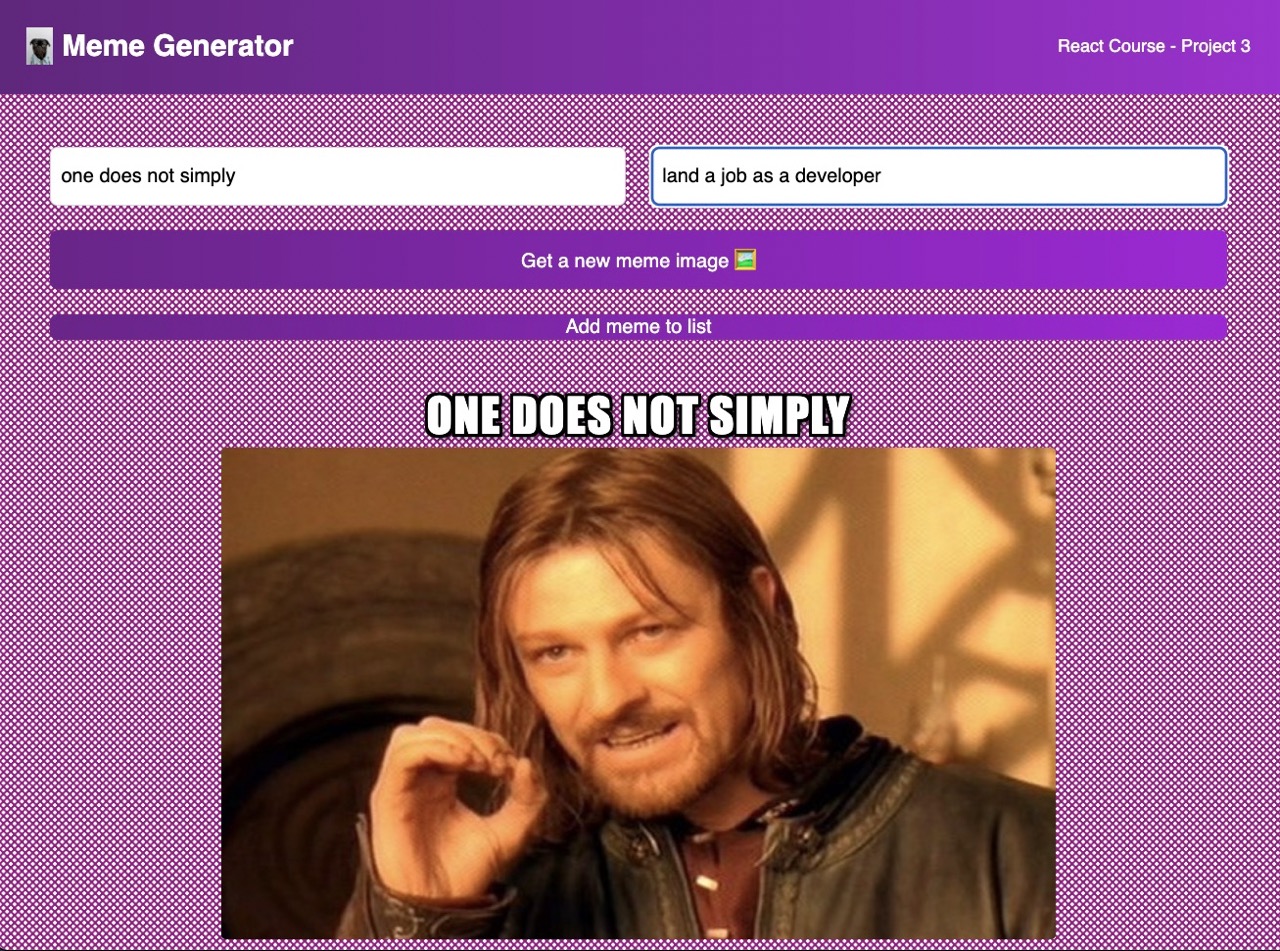 Meme Generator
React Course - Project 3
one does not simply
land a job as a developer
Get a new meme image 🖼️
Add meme to list
ONE DOES NOT SIMPLY